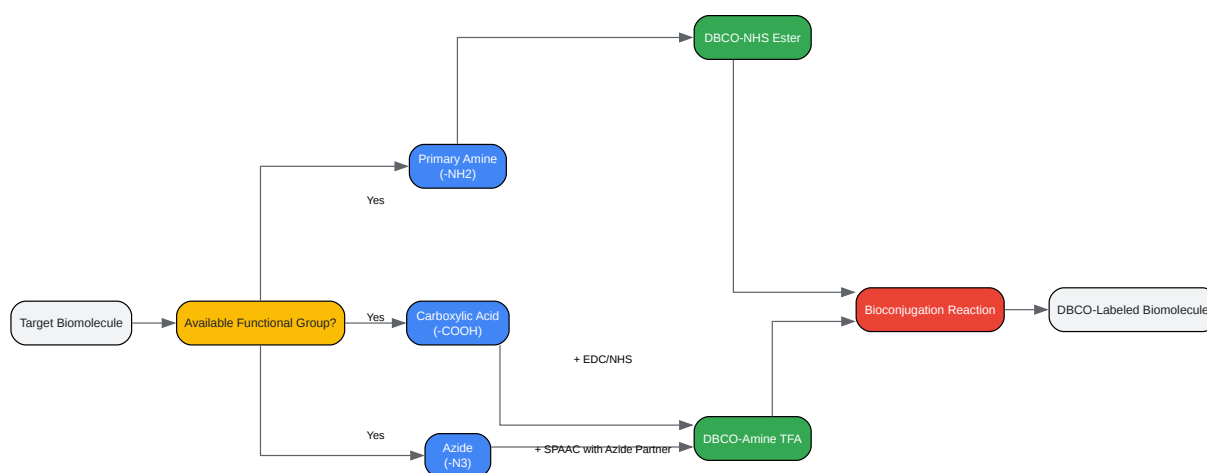 DBCO-NHS Ester
Primary Amine
(-NH2)
Yes
Target Biomolecule
Available Functional Group?
Yes
Carboxylic Acid
(-COOH)
Bioconjugation Reaction
DBCO-Labeled Biomolecule
+ EDC/NHS
Yes
Azide
(-N3)
+ SPAAC with Azide Partner
DBCO-Amine TFA